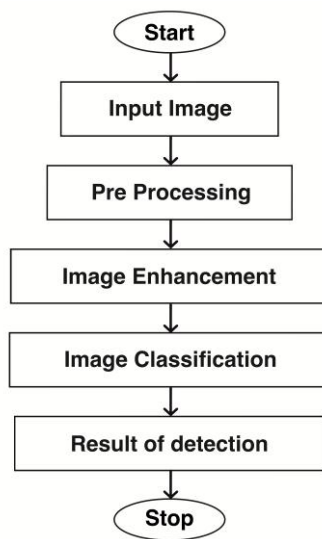 Start
Input Image
Pre Processing
Image Enhancement
Image Classification
Result of detection
Stop